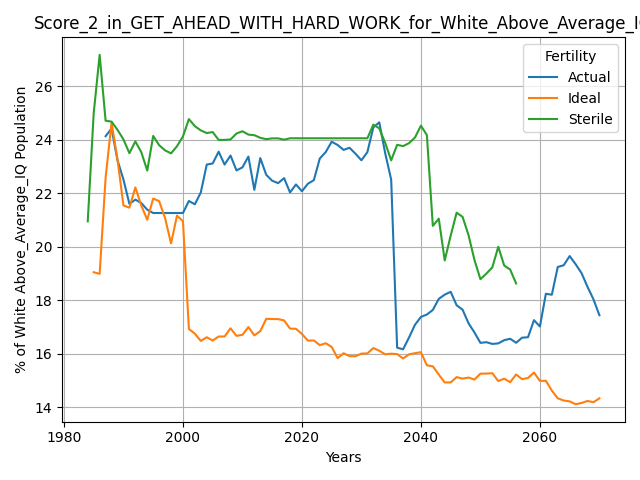 Score_2_in_GET_AHEAD_WITH_HARD_WORK_for_White_Above_Average_IQ
Fertility
Actual
Ideal
Sterile
% of White Above_Average_IQ Population
26
24
22
20
18
16
14
1980
2000
2020
2040
2060
Years